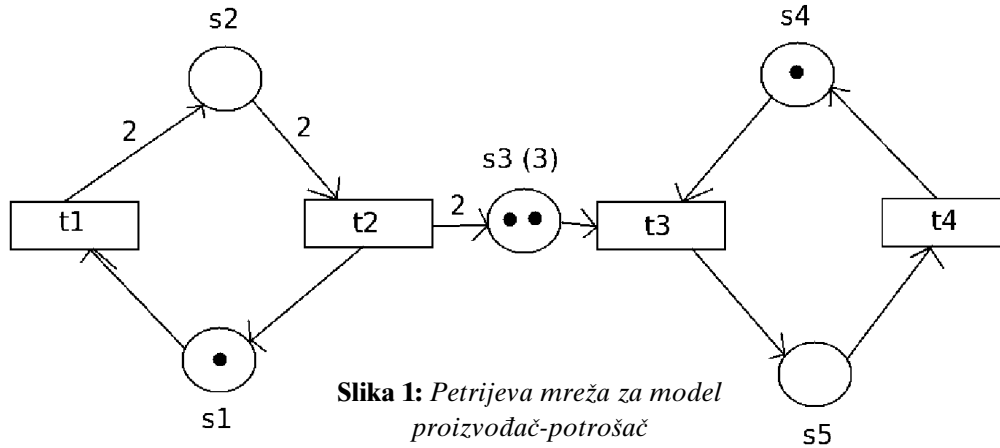 s2
s4
2
2
s3 (3)
t1
t2
2
t3
t4
s1
Slika 1: Petrijeva mreža za model
proizvođač-potrošač
s5